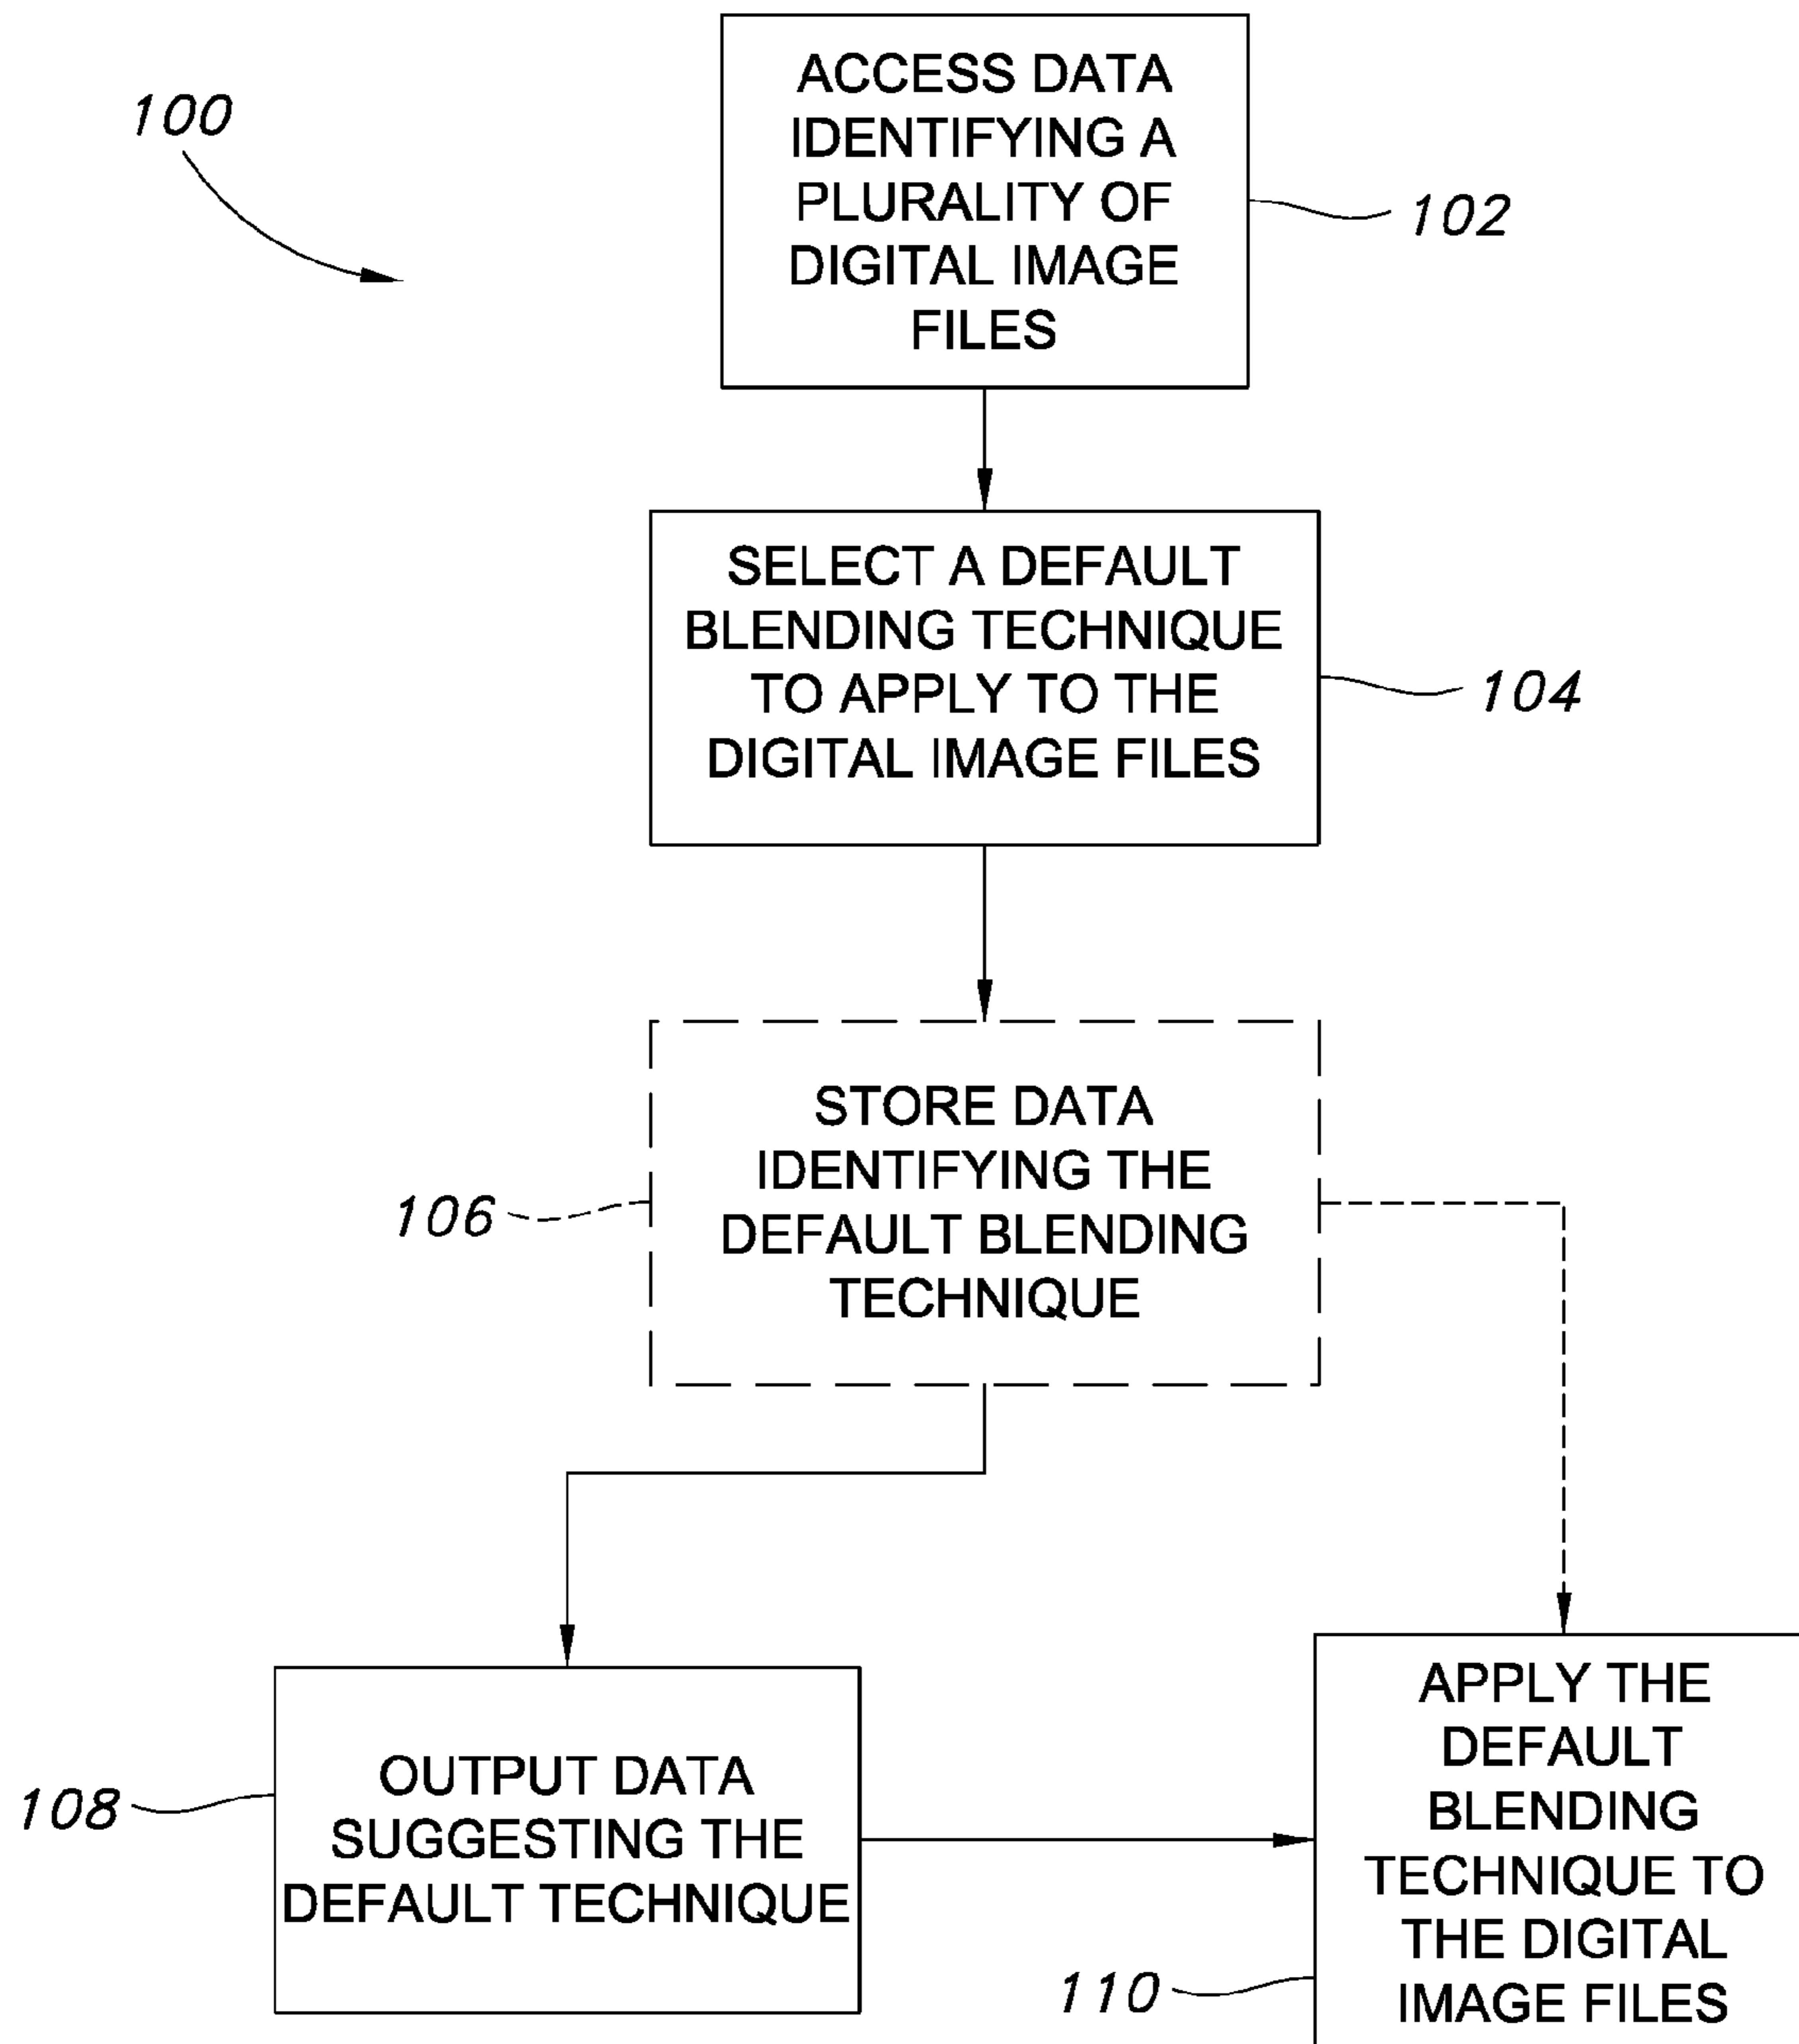 100
ACCESS DATA
IDENTIFYING A
PLURALITY OF
DIGITAL IMAGE
FILES
102
SELECT A DEFAULT
BLENDING TECHNIQUE
TO APPLY TO THE
DIGITAL IMAGE FILES
104
STORE DATA
IDENTIFYING THE
DEFAULT BLENDING
TECHNIQUE
106
OUTPUT DATA
SUGGESTING THE
DEFAULT TECHNIQUE
108
APPLY THE
DEFAULT
BLENDING
TECHNIQUE TO
THE DIGITAL
IMAGE FILES
110